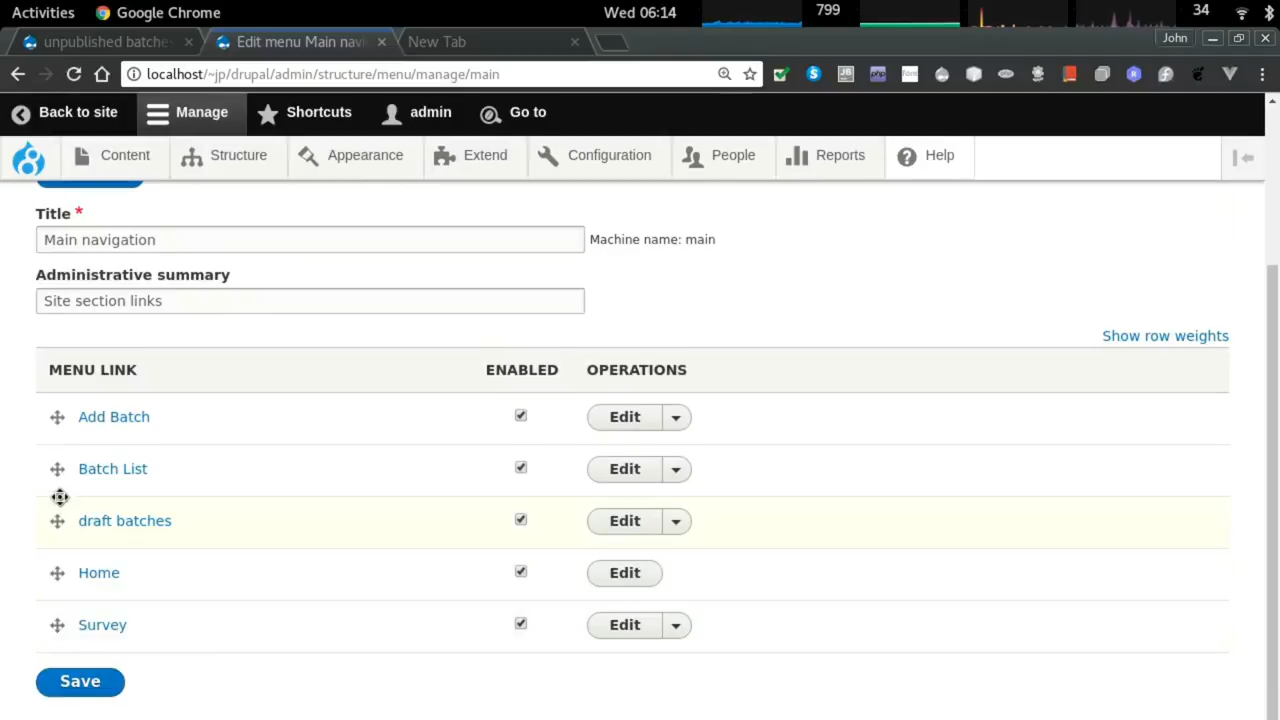 Activities Google Chrome Wed 06:14 799 34
unpublished batche Edit menu Main navi New Tab John
localhost/~jp/drupal/admin/structure/menu/manage/main
Back to site Manage Shortcuts admin Go to
Content Structure Appearance Extend Configuration People Reports Help
Title *
Main navigation Machine name: main
Administrative summary
Site section links
Show row weights
MENU LINK ENABLED OPERATIONS
Add Batch Edit
Batch List Edit
draft batches Edit
Home Edit
Survey Edit
Save